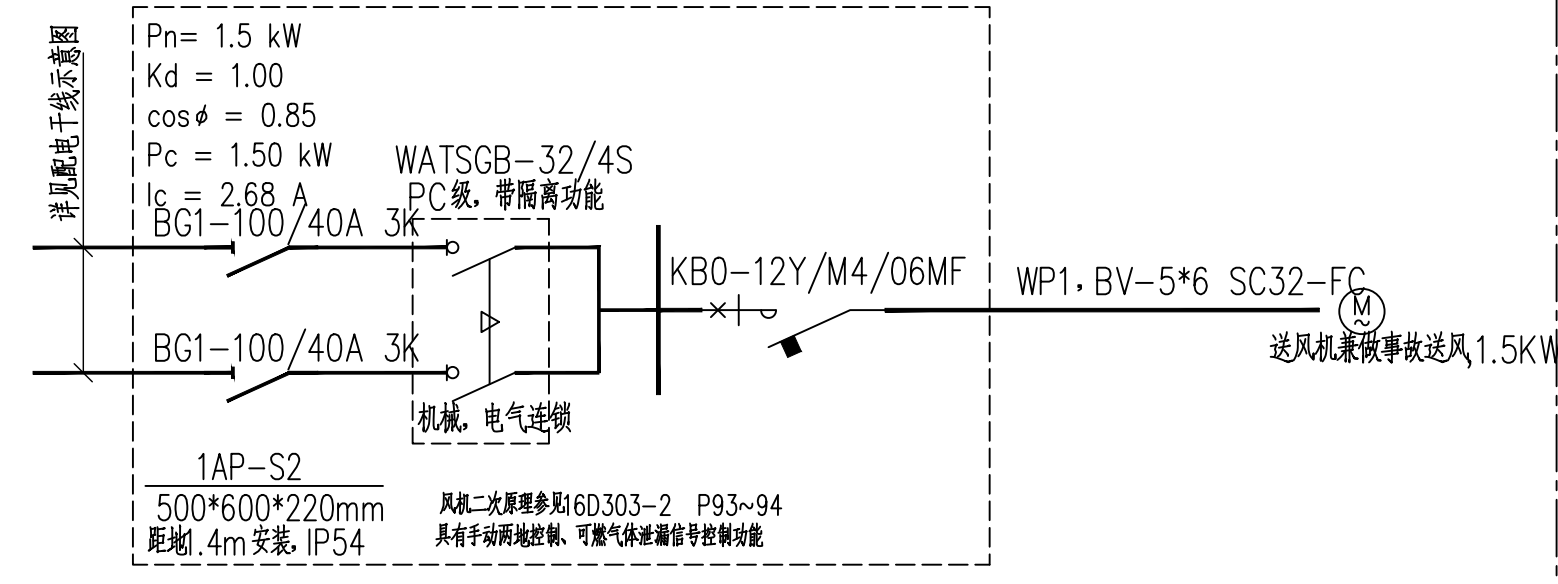 详见配电干线示意图
Pn= 1.5 kW
Kd = 1.00
cosφ = 0.85
Pc = 1.50 kW
Ic = 2.68 A
WATSGB-32/4S
PC级，带隔离功能
BG1-100/40A 3K
KB0-12Y/M4/06MF
WP1，BV-5*6 SC32-FC
M
~
送风机兼做事故送风,1.5KW
BG1-100/40A 3K
机械，电气连锁
1AP-S2
500*600*220mm
距地1.4m安装, IP54
风机二次原理参见16D303-2 P93~94
具有手动两地控制、可燃气体泄漏信号控制功能